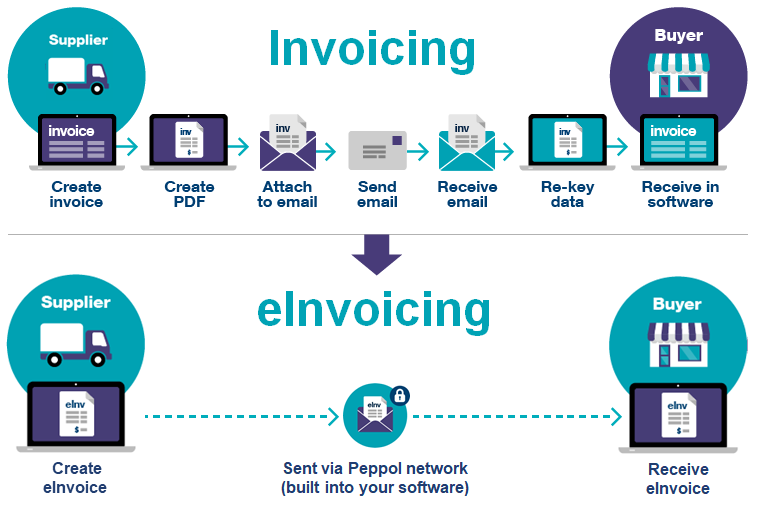 Invoicing
Supplier
Buyer
invoice
inv
$
inv
inv
inv
$
invoice
Create
invoice
Create
PDF
Attach
to email
Send
email
Receive
email
Re-key
data
Receive in
software
eInvoicing
Supplier
Buyer
eInv
$
eInv
eInv
$
Create
eInvoice
Sent via Peppol network
(built into your software)
Receive
eInvoice